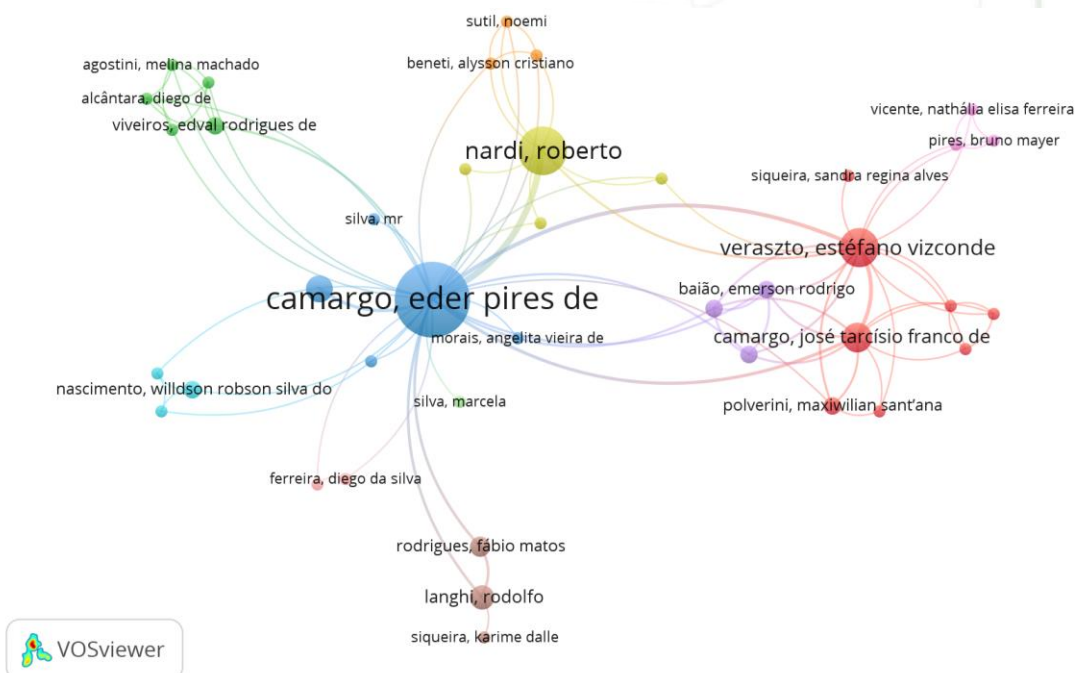 sutil, noemi
agostini, melina machado
beneti, alysson cristiano
alcântara, diego de
vicente, nathália elisa ferreira
viveiros, edval rodrigues de
pires, bruno mayer
nardi, roberto
siqueira, sandra regina alves
silva, mr
veraszto, estéfano vizconde
baião, emerson rodrigo
camargo, eder pires de
morais, angelita vieira de
camargo, josé tarcísio franco de
nascimento, willdson robson silva do
silva, marcela
polverini, maxiwilian sant'ana
ferreira, diego da silva
rodrigues, fábio matos
langhi, rodolfo
siqueira, karime dalle
VOSviewer